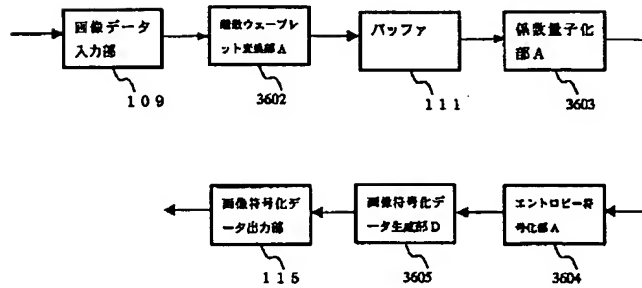 画像データ
入力部
離散ウェーブレ
ット変換部A
バッファ
係数量子化
部A
109
3602
111
3603
画像符号化デ
ータ出力部
画像符号化デ
ータ生成部D
エントロピー符
号化部A
115
3605
3604